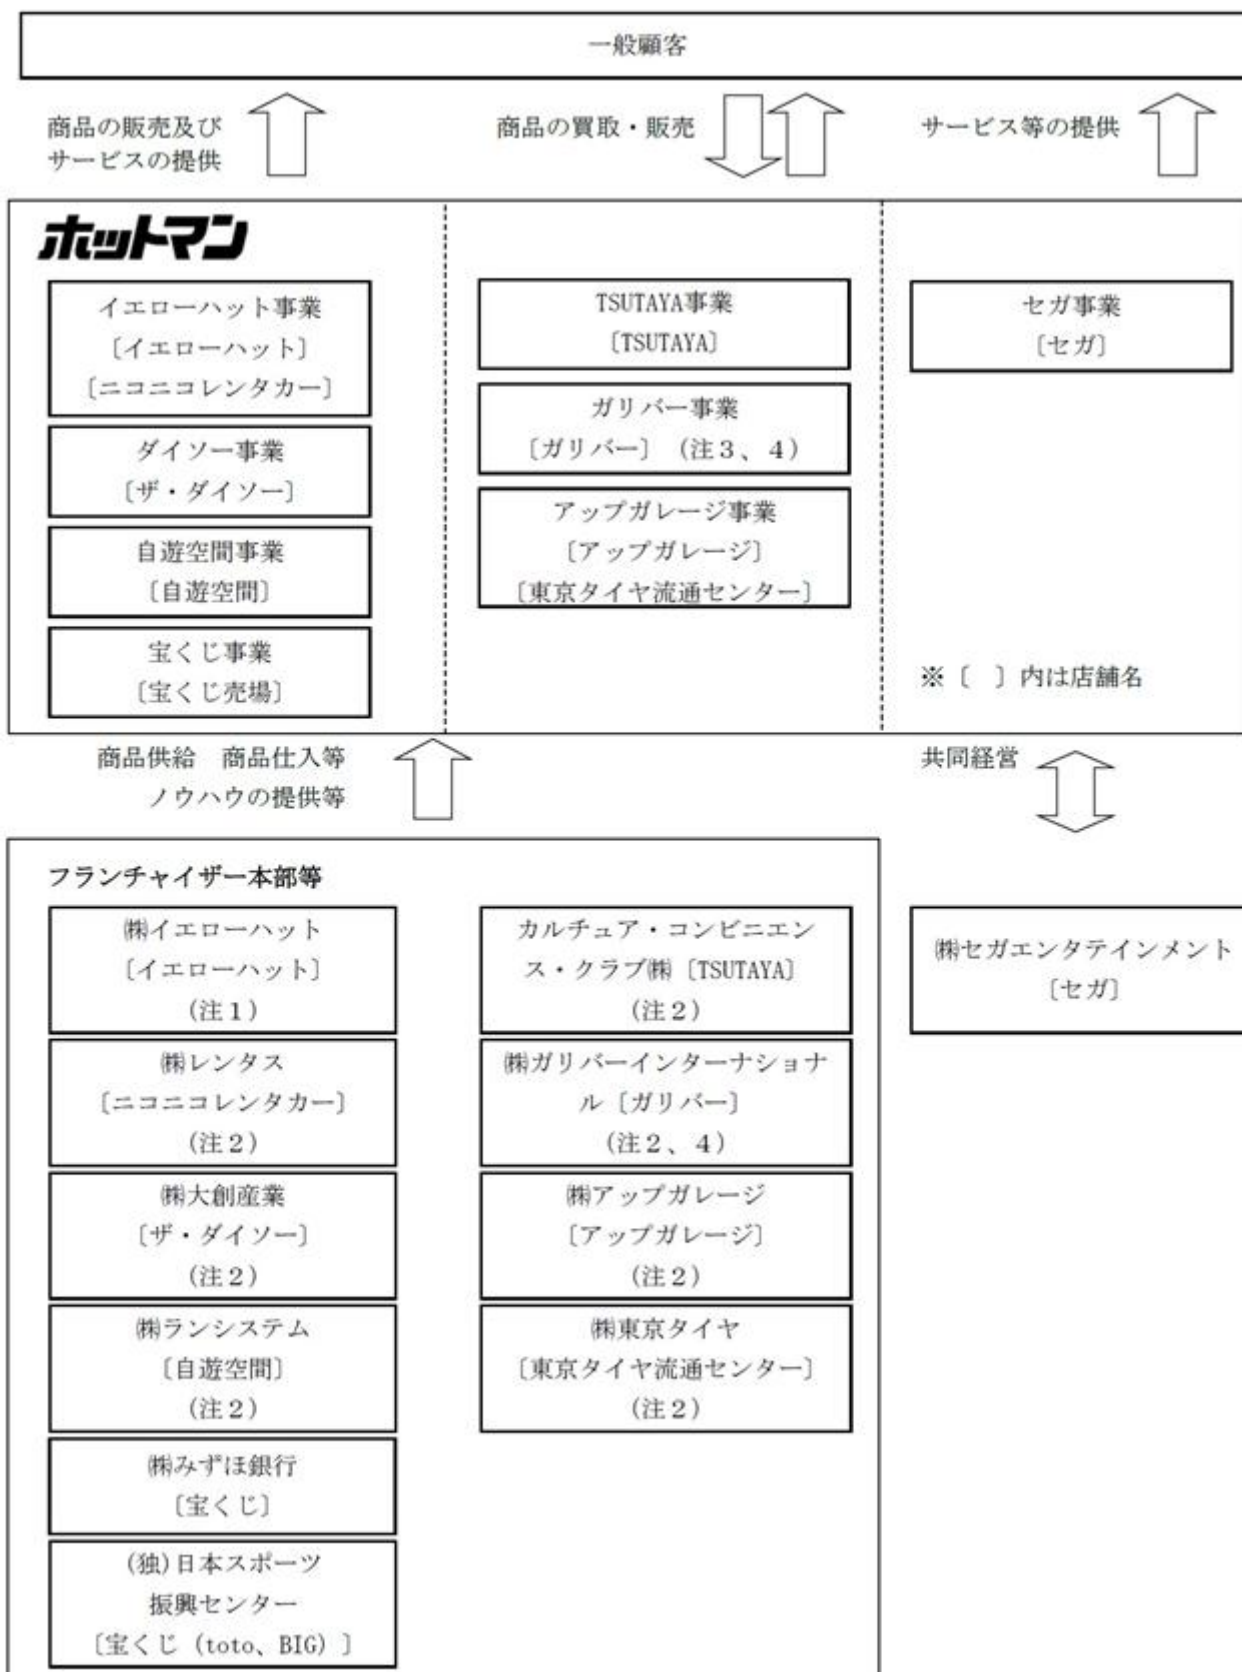 一般顧客
商品の販売及び
サービスの提供
商品の買取・販売
サービス等の提供
ホットマン
イエローハット事業
〔イエローハット〕
〔ニコニコレンタカー〕
ダイソー事業
〔ザ・ダイソー〕
自遊空間事業
〔自遊空間〕
宝くじ事業
〔宝くじ売場〕
TSUTAYA事業
〔TSUTAYA〕
ガリバー事業
〔ガリバー〕（注３、４）
アップガレージ事業
〔アップガレージ〕
〔東京タイヤ流通センター〕
セガ事業
〔セガ〕
※〔　〕内は店舗名
商品供給　商品仕入等
ノウハウの提供等
共同経営
フランチャイザー本部等
㈱イエローハット
〔イエローハット〕
（注１）
㈱レンタス
〔ニコニコレンタカー〕
（注２）
㈱大創産業
〔ザ・ダイソー〕
（注２）
㈱ランシステム
〔自遊空間〕
（注２）
㈱みずほ銀行
〔宝くじ〕
(独)日本スポーツ
振興センター
〔宝くじ（toto、BIG）〕
カルチュア・コンビニエン
ス・クラブ㈱〔TSUTAYA〕
（注２）
㈱ガリバーインターナショナ
ル〔ガリバー〕
（注２、４）
㈱アップガレージ
〔アップガレージ〕
（注２）
㈱東京タイヤ
〔東京タイヤ流通センター〕
（注２）
㈱セガエンタテインメント
〔セガ〕